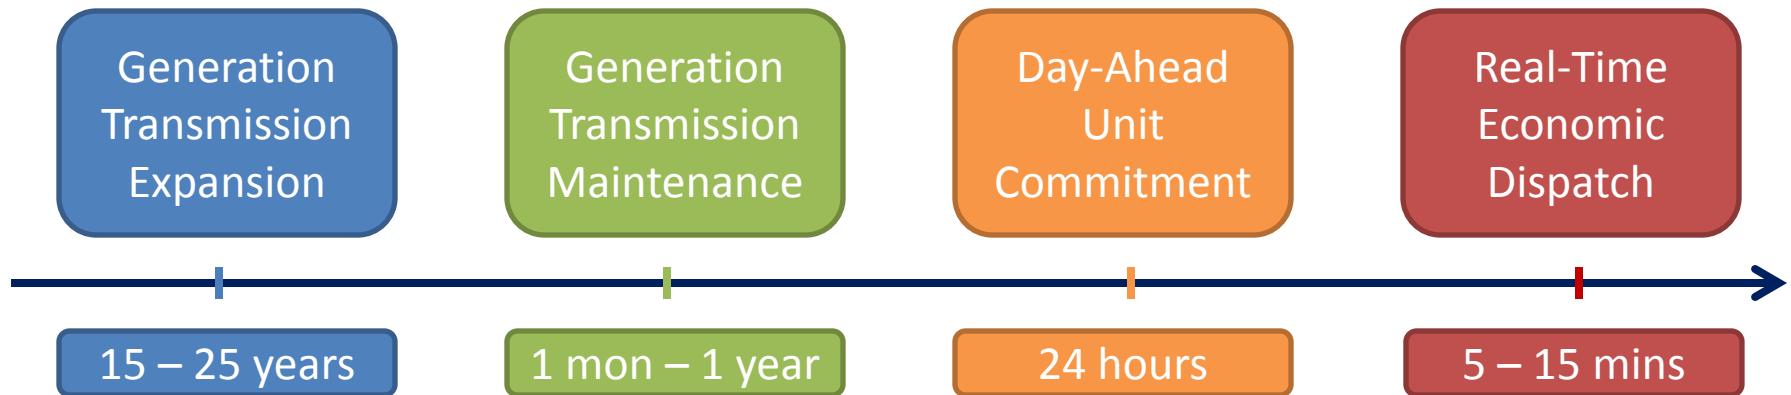 Generation
Transmission
Expansion
Generation
Transmission
Maintenance
Day-Ahead
Unit
Commitment
Real-Time
Economic
Dispatch
15 – 25 years
1 mon – 1 year
24 hours
5 – 15 mins